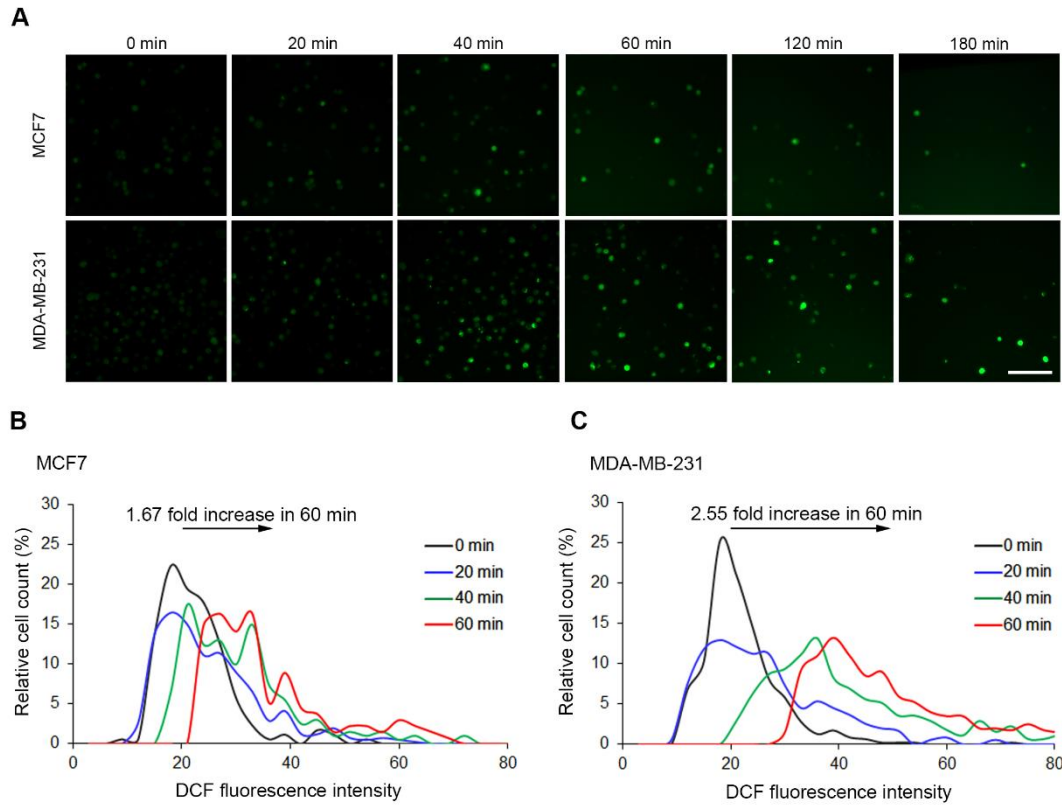 A
0 min 20 min 40 min 60 min 120 min 180 min
MCF7
MDA-MB-231
B
MCF7
1.67 fold increase in 60 min
30
25
20
15
10
5
0
Relative cell count (%)
0 min
20 min
40 min
60 min
0 20 40 60 80
DCF fluorescence intensity
C
MDA-MB-231
2.55 fold increase in 60 min
30
25
20
15
10
5
0
Relative cell count (%)
0 min
20 min
40 min
60 min
0 20 40 60 80
DCF fluorescence intensity